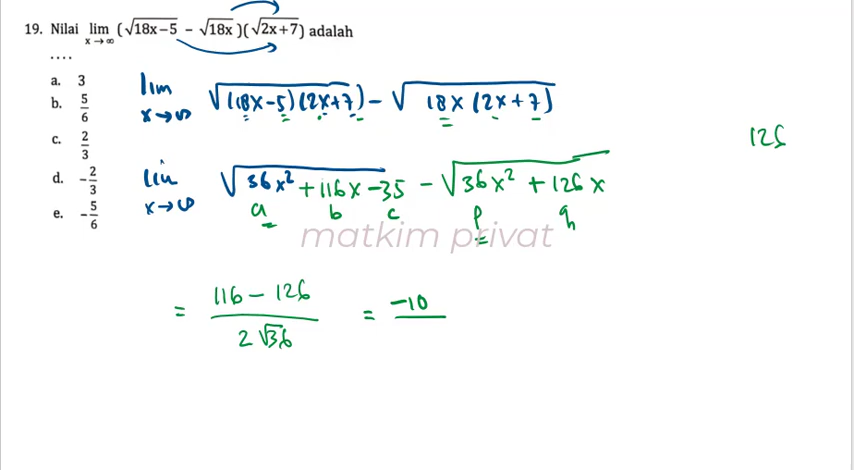 19. Nilai lim x→∞ (√18x−5 − √18x)(√2x+7) adalah
....
a. 3
b. 5/6
c. 2/3
d. −2/3
e. −5/6
lim x→∞ √(18x−5)(2x+7) − √18x(2x+7)
126
lim x→∞ √36x² + 116x − 35 − √36x² + 126x
a b c p q
matkim privat
= 116 − 126 / 2√36 = −10